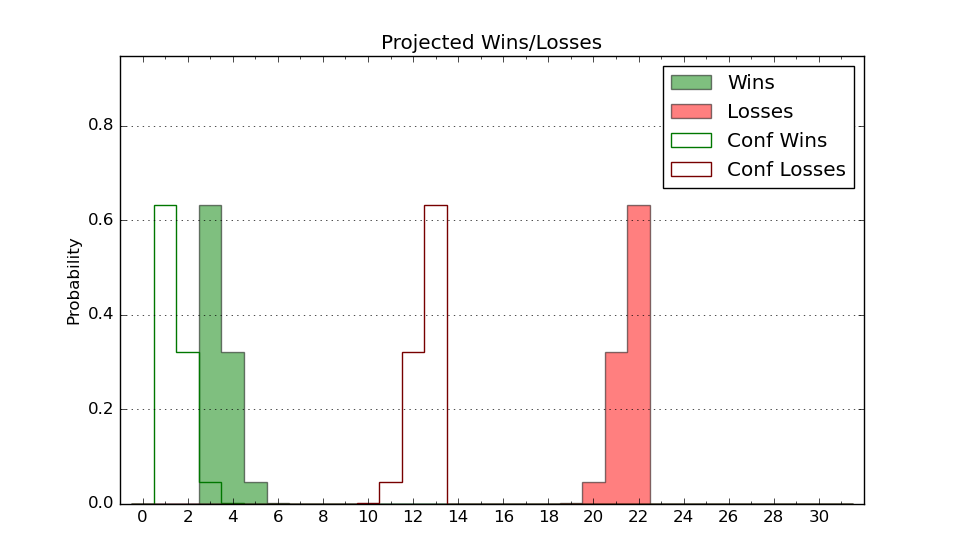 Projected Wins/Losses
Wins
Losses
Conf Wins
Conf Losses
Probability
0.8
0.6
0.4
0.2
0.0
0 2 4 6 8 10 12 14 16 18 20 22 24 26 28 30